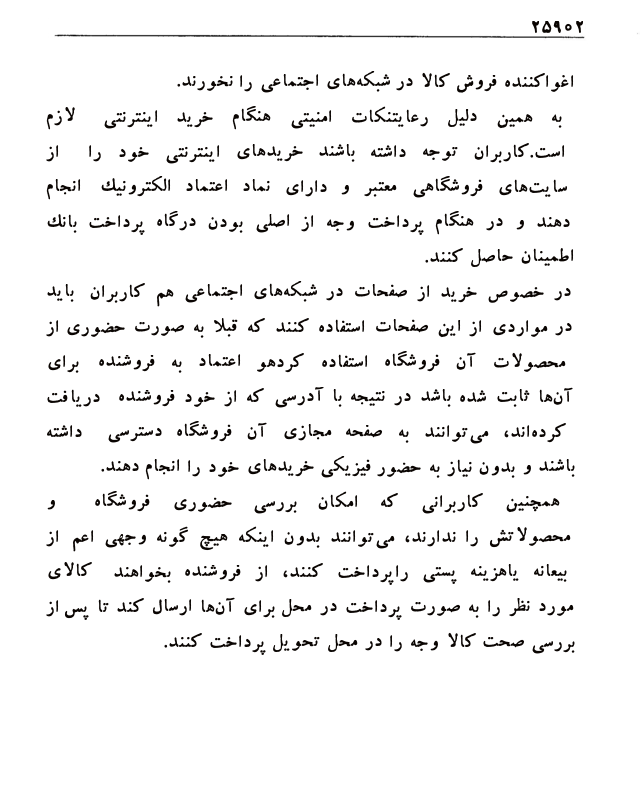 ۲۵۹۰۲
اغواکننده فروش کالا در شبکه‌های اجتماعی را نخورند.
به همین دلیل رعایتنکات امنیتی هنگام خرید اینترنتی لازم
است.کاربران توجه داشته باشند خریدهای اینترنتی خود را از
سایت‌های فروشگاهی معتبر و دارای نماد اعتماد الکترونیك انجام
دهند و در هنگام پرداخت وجه از اصلی بودن درگاه پرداخت بانك
اطمینان حاصل کنند.
در خصوص خرید از صفحات در شبکه‌های اجتماعی هم کاربران باید
در مواردی از این صفحات استفاده کنند که قبلا به صورت حضوری از
محصولات آن فروشگاه استفاده کردهو اعتماد به فروشنده برای
آن‌ها ثابت شده باشد در نتیجه با آدرسی که از خود فروشنده دریافت
کرده‌اند، می‌توانند به صفحه مجازی آن فروشگاه دسترسی داشته
باشند و بدون نیاز به حضور فیزیکی خریدهای خود را انجام دهند.
همچنین کاربرانی که امکان بررسی حضوری فروشگاه و
محصولاتش را ندارند، می‌توانند بدون اینکه هیچ گونه وجهی اعم از
بیعانه یاهزینه پستی راپرداخت کنند، از فروشنده بخواهند کالای
مورد نظر را به صورت پرداخت در محل برای آن‌ها ارسال کند تا پس از
بررسی صحت کالا وجه را در محل تحویل پرداخت کنند.